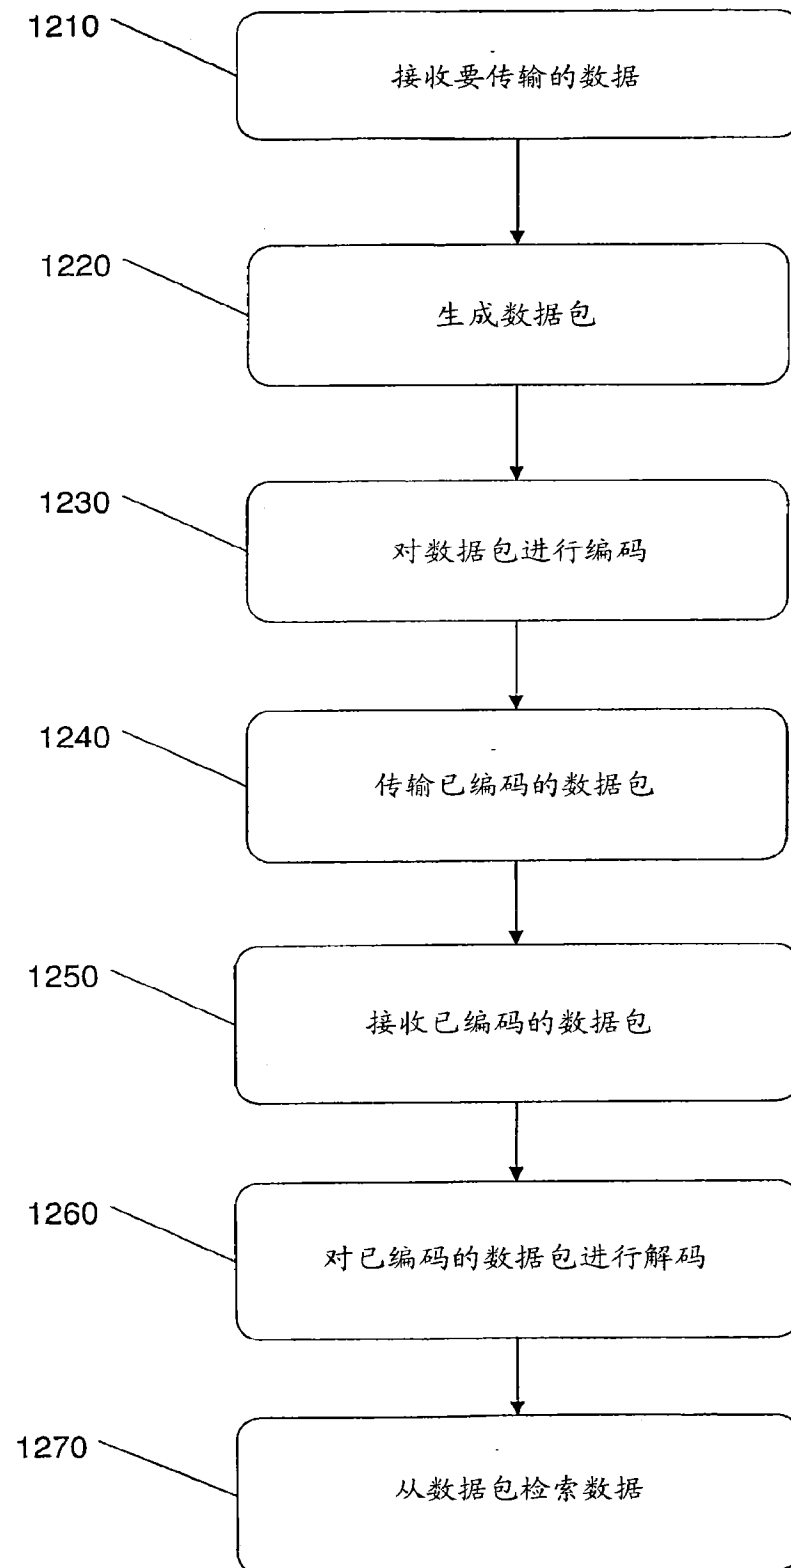 1210
接收要传输的数据
1220
生成数据包
1230
对数据包进行编码
1240
传输已编码的数据包
1250
接收已编码的数据包
1260
对已编码的数据包进行解码
1270
从数据包检索数据